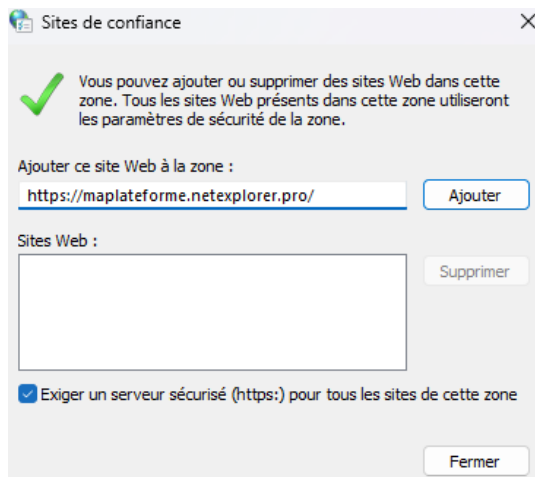 Sites de confiance
Vous pouvez ajouter ou supprimer des sites Web dans cette
zone. Tous les sites Web présents dans cette zone utiliseront
les paramètres de sécurité de la zone.
Ajouter ce site Web à la zone :
https://maplateforme.netexplorer.pro/
Ajouter
Sites Web :
Supprimer
Exiger un serveur sécurisé (https:) pour tous les sites de cette zone
Fermer